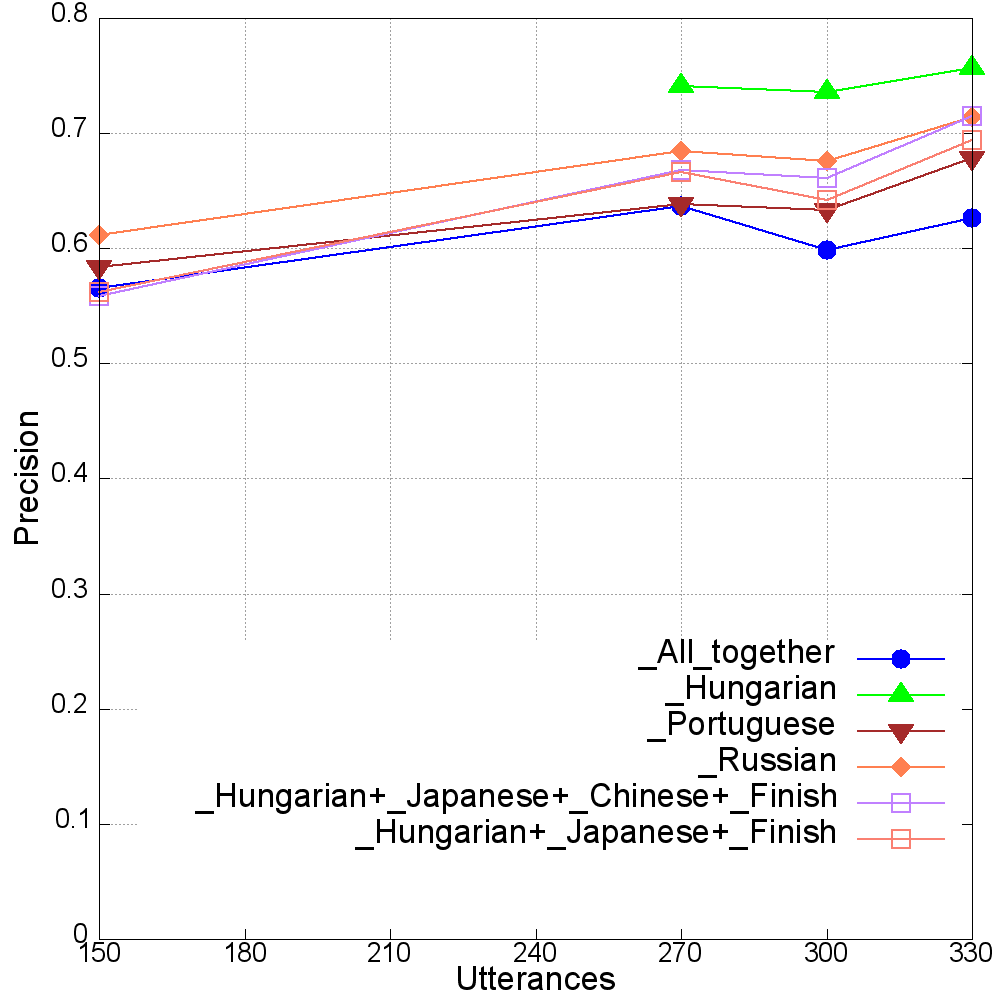 0.8
0.7
0.6
0.5
0.4
0.3
0.2
0.1
0
Precision
150 180 210 240 270 300 330
Utterances
_All_together
_Hungarian
_Portuguese
_Russian
_Hungarian+_Japanese+_Chinese+_Finish
_Hungarian+_Japanese+_Finish